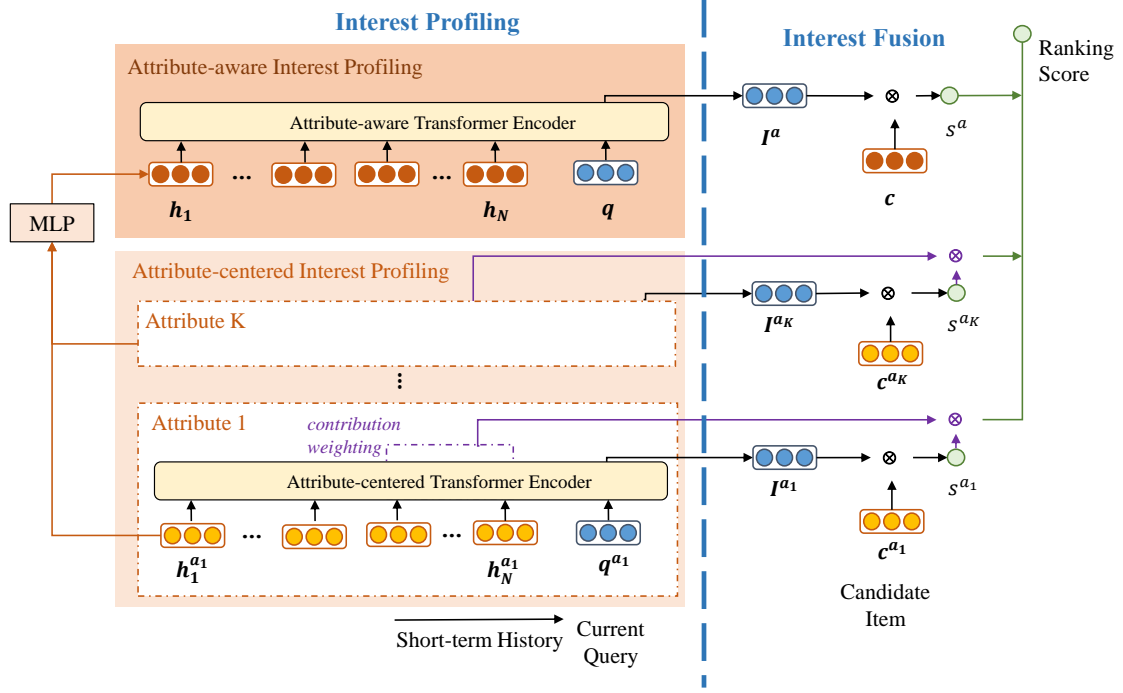 Interest Profiling
Interest Fusion
Ranking
Score
Attribute-aware Interest Profiling
Attribute-aware Transformer Encoder
... ...
h_1 h_N q
I^a c s^a
MLP
Attribute-centered Interest Profiling
Attribute K
I^{a_K} c^{a_K} s^{a_K}
⋮
Attribute 1
contribution
weighting
Attribute-centered Transformer Encoder
... ...
h_1^{a_1} h_N^{a_1} q^{a_1}
I^{a_1} c^{a_1} s^{a_1}
Short-term History
Current
Query
Candidate
Item